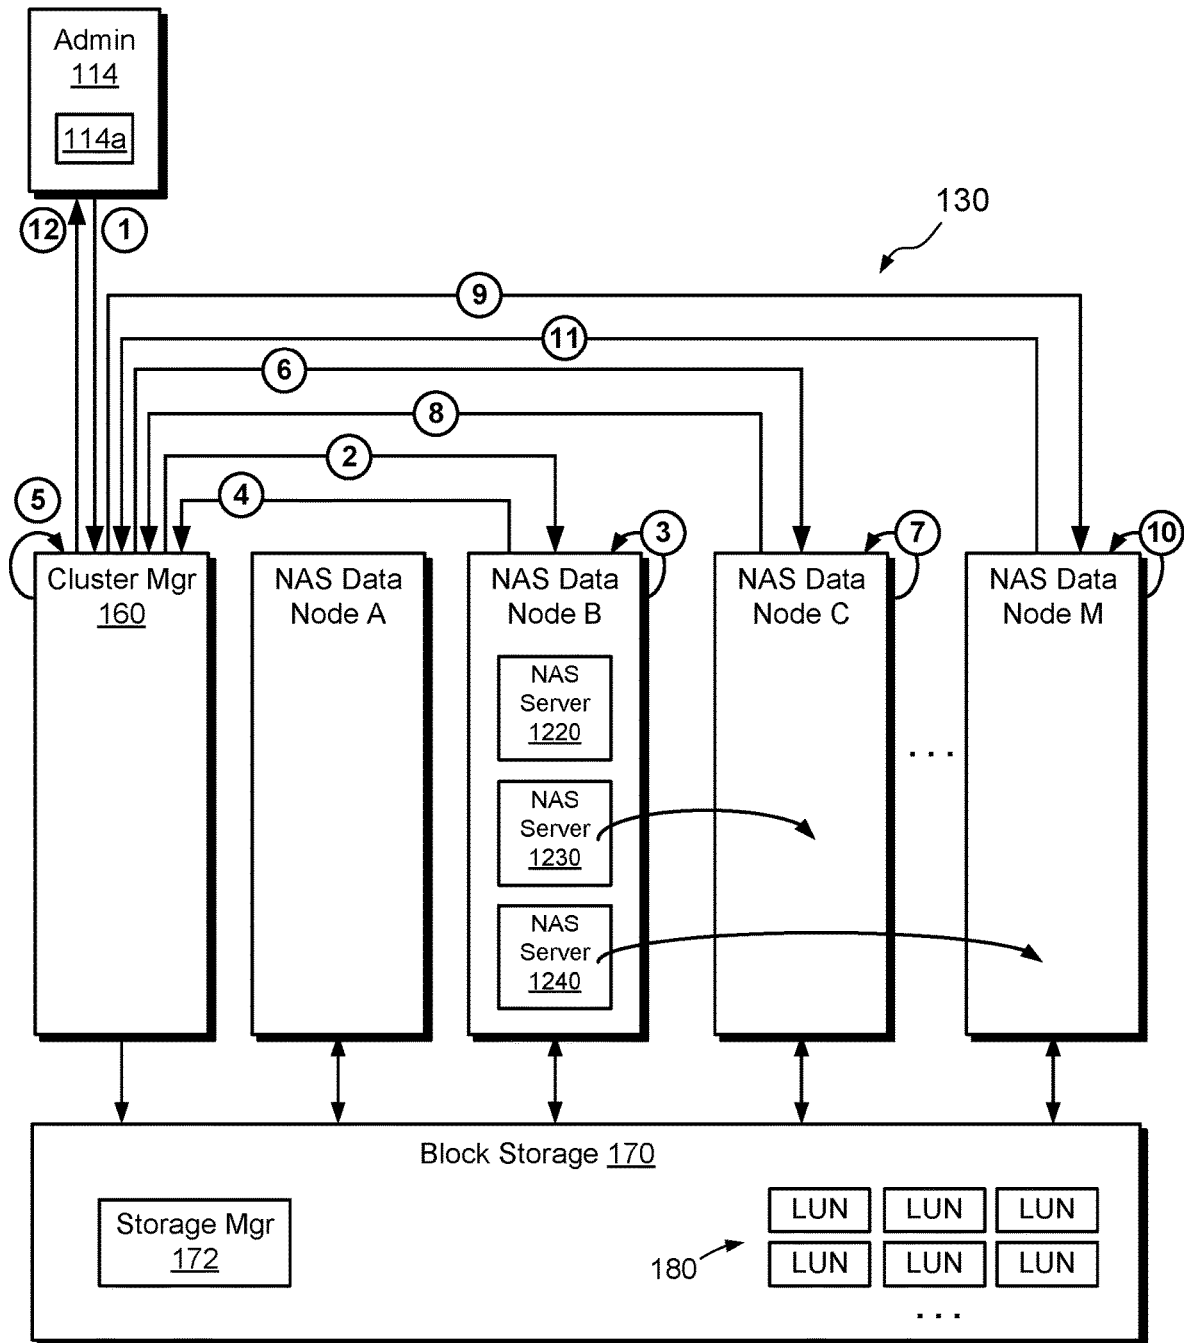 Admin
114
114a
12
1
130
9
11
6
8
2
5
4
3
7
10
Cluster Mgr
160
NAS Data
Node A
NAS Data
Node B
NAS Data
Node C
NAS Data
Node M
NAS
Server
1220
. . .
NAS
Server
1230
NAS
Server
1240
Block Storage 170
Storage Mgr
172
180
LUN LUN LUN
LUN LUN LUN
. . .